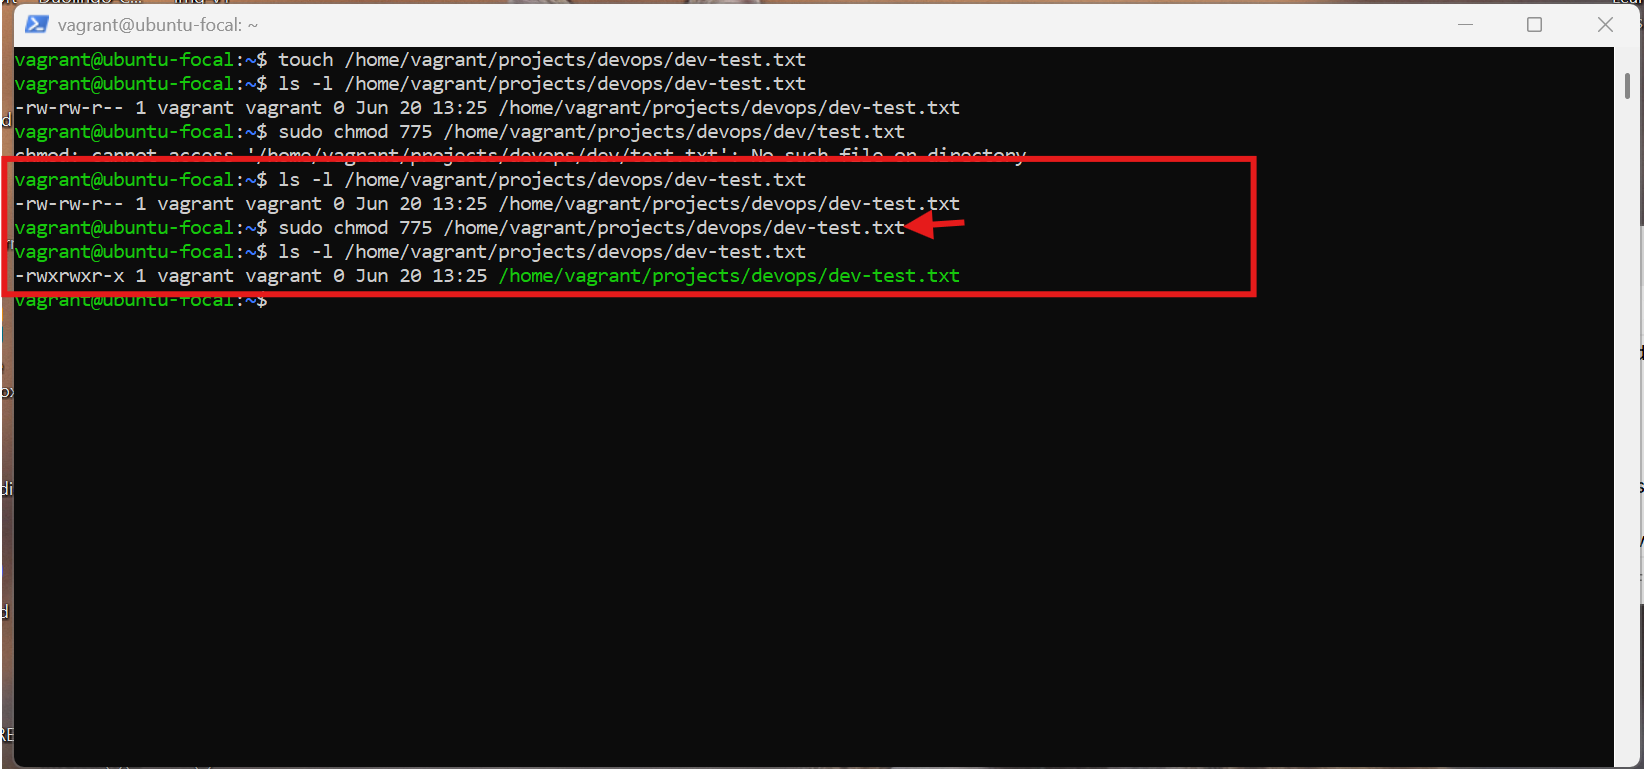 vagrant@ubuntu-focal: ~
vagrant@ubuntu-focal:~$ touch /home/vagrant/projects/devops/dev-test.txt
vagrant@ubuntu-focal:~$ ls -l /home/vagrant/projects/devops/dev-test.txt
-rw-rw-r-- 1 vagrant vagrant 0 Jun 20 13:25 /home/vagrant/projects/devops/dev-test.txt
vagrant@ubuntu-focal:~$ sudo chmod 775 /home/vagrant/projects/devops/dev/test.txt
chmod: cannot access '/home/vagrant/projects/devops/dev/test.txt': No such file or directory
vagrant@ubuntu-focal:~$ ls -l /home/vagrant/projects/devops/dev-test.txt
-rw-rw-r-- 1 vagrant vagrant 0 Jun 20 13:25 /home/vagrant/projects/devops/dev-test.txt
vagrant@ubuntu-focal:~$ sudo chmod 775 /home/vagrant/projects/devops/dev-test.txt
vagrant@ubuntu-focal:~$ ls -l /home/vagrant/projects/devops/dev-test.txt
-rwxrwxr-x 1 vagrant vagrant 0 Jun 20 13:25 /home/vagrant/projects/devops/dev-test.txt
vagrant@ubuntu-focal:~$